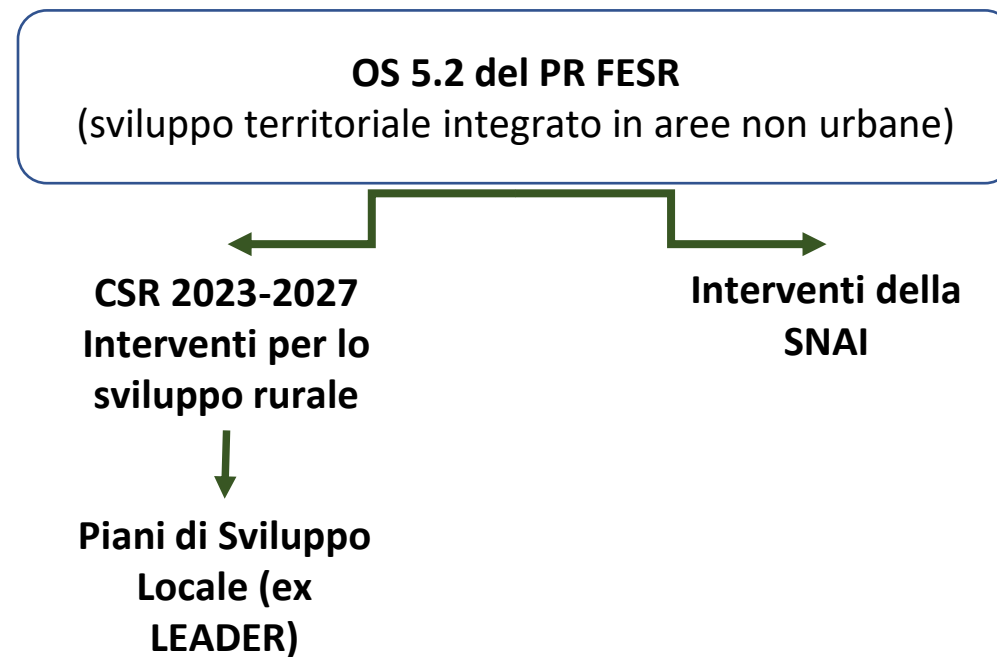 OS 5.2 del PR FESR
(sviluppo territoriale integrato in aree non urbane)
CSR 2023-2027
Interventi per lo
sviluppo rurale
Interventi della
SNAI
Piani di Sviluppo
Locale (ex
LEADER)